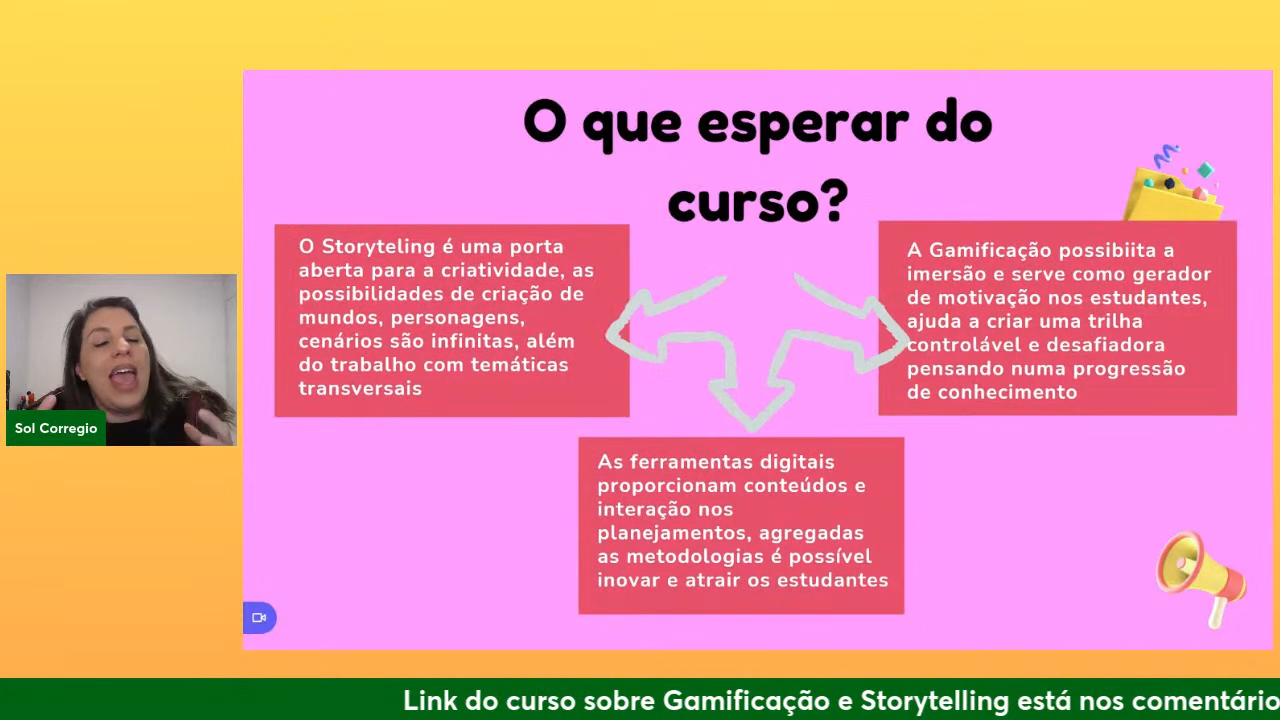 O que esperar do
curso?
O Storyteling é uma porta
aberta para a criatividade, as
possibilidades de criação de
mundos, personagens,
cenários são infinitas, além
do trabalho com temáticas
transversais
A Gamificação possibiita a
imersão e serve como gerador
de motivação nos estudantes,
ajuda a criar uma trilha
controlável e desafiadora
pensando numa progressão
de conhecimento
As ferramentas digitais
proporcionam conteúdos e
interação nos
planejamentos, agregadas
as metodologias é possível
inovar e atrair os estudantes
Sol Corregio
Link do curso sobre Gamificação e Storytelling está nos comentário